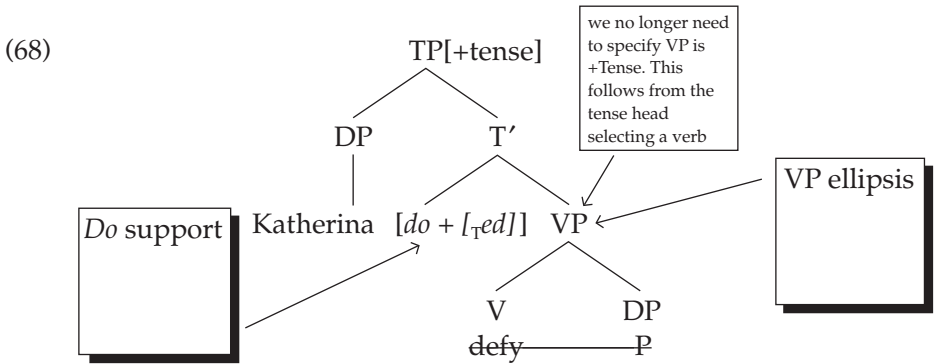 (68)
TP[+tense]
we no longer need
to specify VP is
+Tense. This
follows from the
tense head
selecting a verb
DP T′
VP ellipsis
Do support
Katherina [do + [Ted]] VP
V DP
defy P